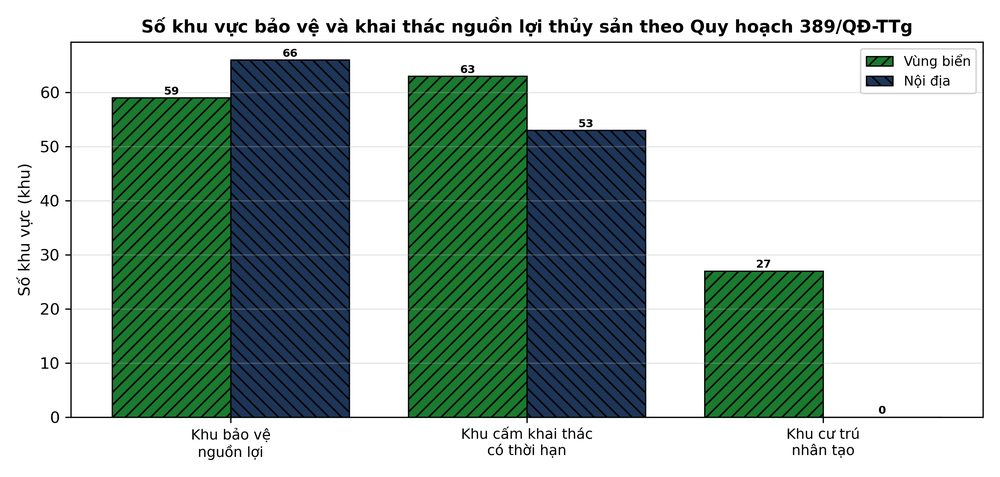 Số khu vực bảo vệ và khai thác nguồn lợi thủy sản theo Quy hoạch 389/QĐ-TTg
Vùng biển
Nội địa
Số khu vực (khu)
60
50
40
30
20
10
0
59
66
63
53
27
0
Khu bảo vệ
nguồn lợi
Khu cấm khai thác
có thời hạn
Khu cư trú
nhân tạo